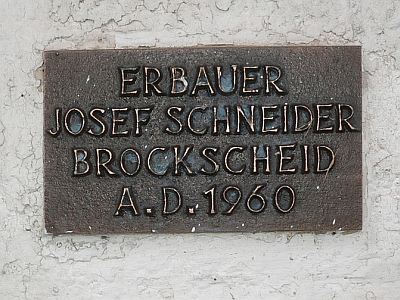 ERBAUER
JOSEF SCHNEIDER
BROCKSCHEID
A.D.1960